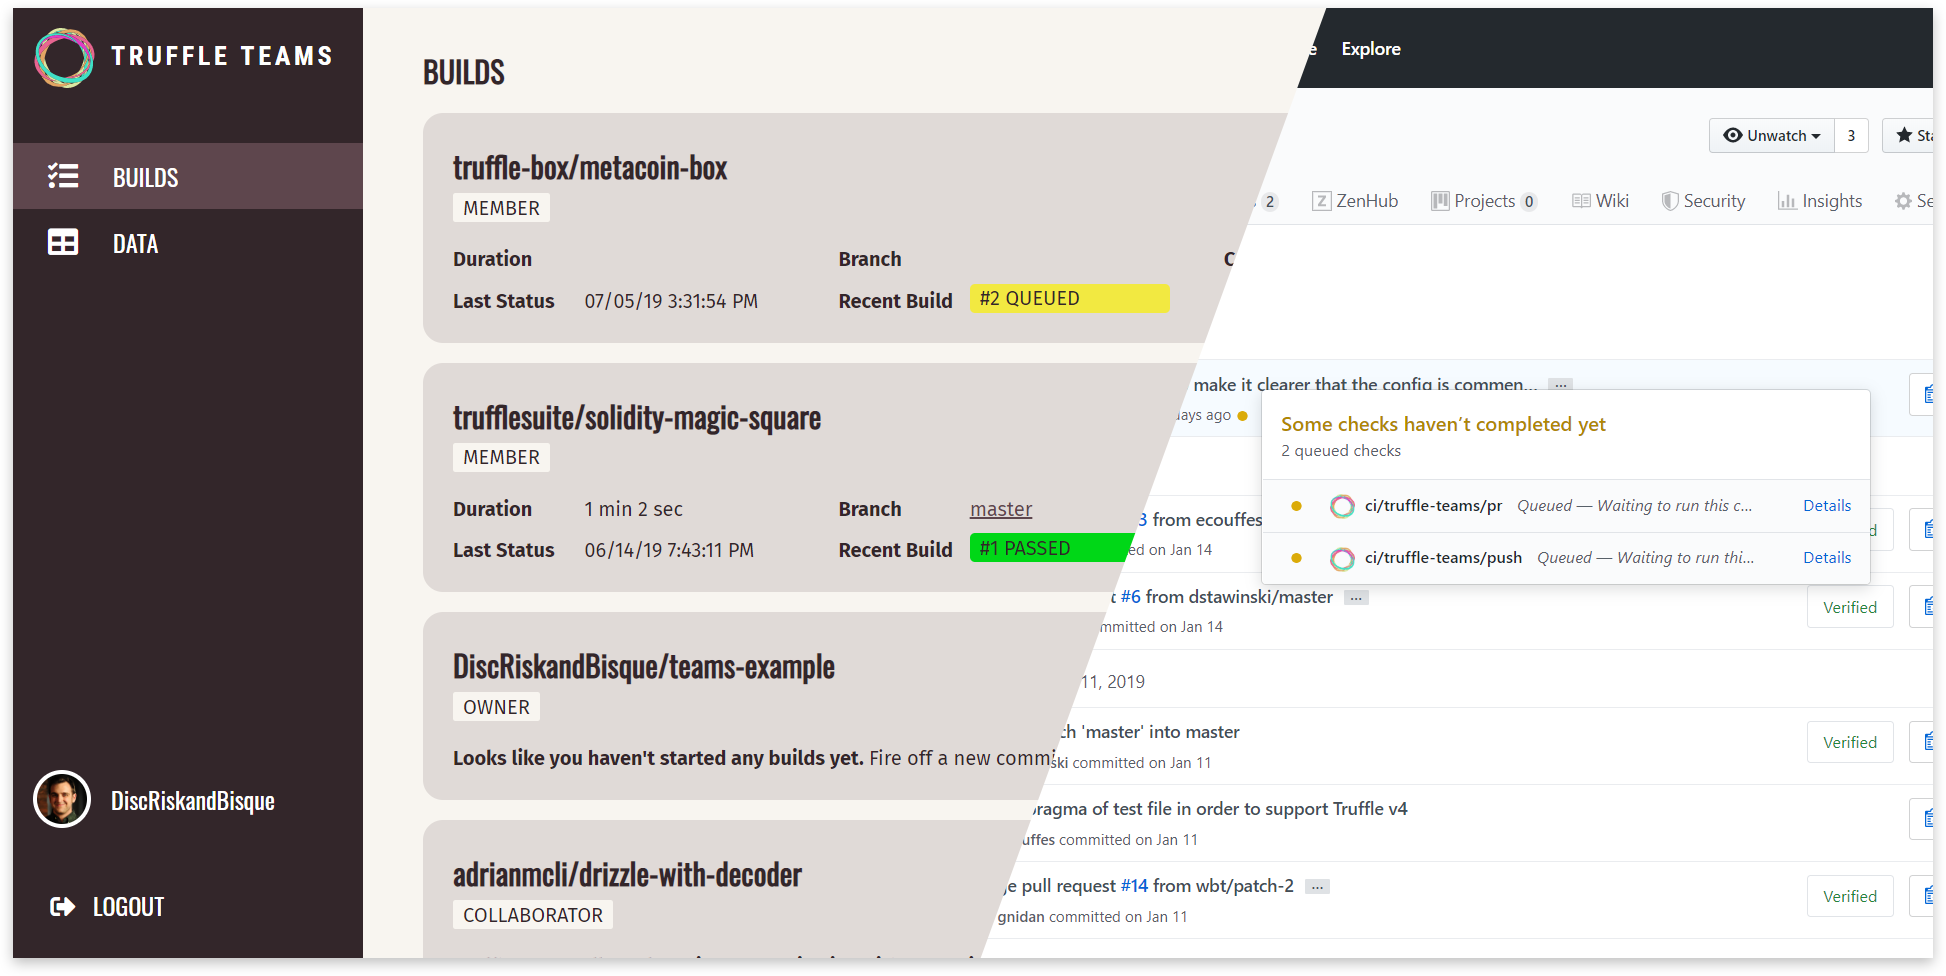 TRUFFLE TEAMS
BUILDS
DATA
DiscRiskandBisque
LOGOUT
BUILDS
truffle-box/metacoin-box
MEMBER
Duration Branch
Last Status 07/05/19 3:31:54 PM Recent Build #2 QUEUED
trufflesuite/solidity-magic-square
MEMBER
Duration 1 min 2 sec Branch master
Last Status 06/14/19 7:43:11 PM Recent Build #1 PASSED
DiscRiskandBisque/teams-example
OWNER
Looks like you haven't started any builds yet. Fire off a new commi
adrianmcli/drizzle-with-decoder
COLLABORATOR
Explore
Unwatch 3
2 ZenHub Projects 0 Wiki Security Insights
make it clearer that the config is commen... ...
days ago
Some checks haven't completed yet
2 queued checks
ci/truffle-teams/pr Queued — Waiting to run this c... Details
ci/truffle-teams/push Queued — Waiting to run thi... Details
3 from ecouffes
ed on Jan 14
#6 from dstawinski/master ...
mmitted on Jan 14
Verified
11, 2019
ch 'master' into master
ski committed on Jan 11
Verified
pragma of test file in order to support Truffle v4
uffes committed on Jan 11
ge pull request #14 from wbt/patch-2 ...
gnidan committed on Jan 11
Verified